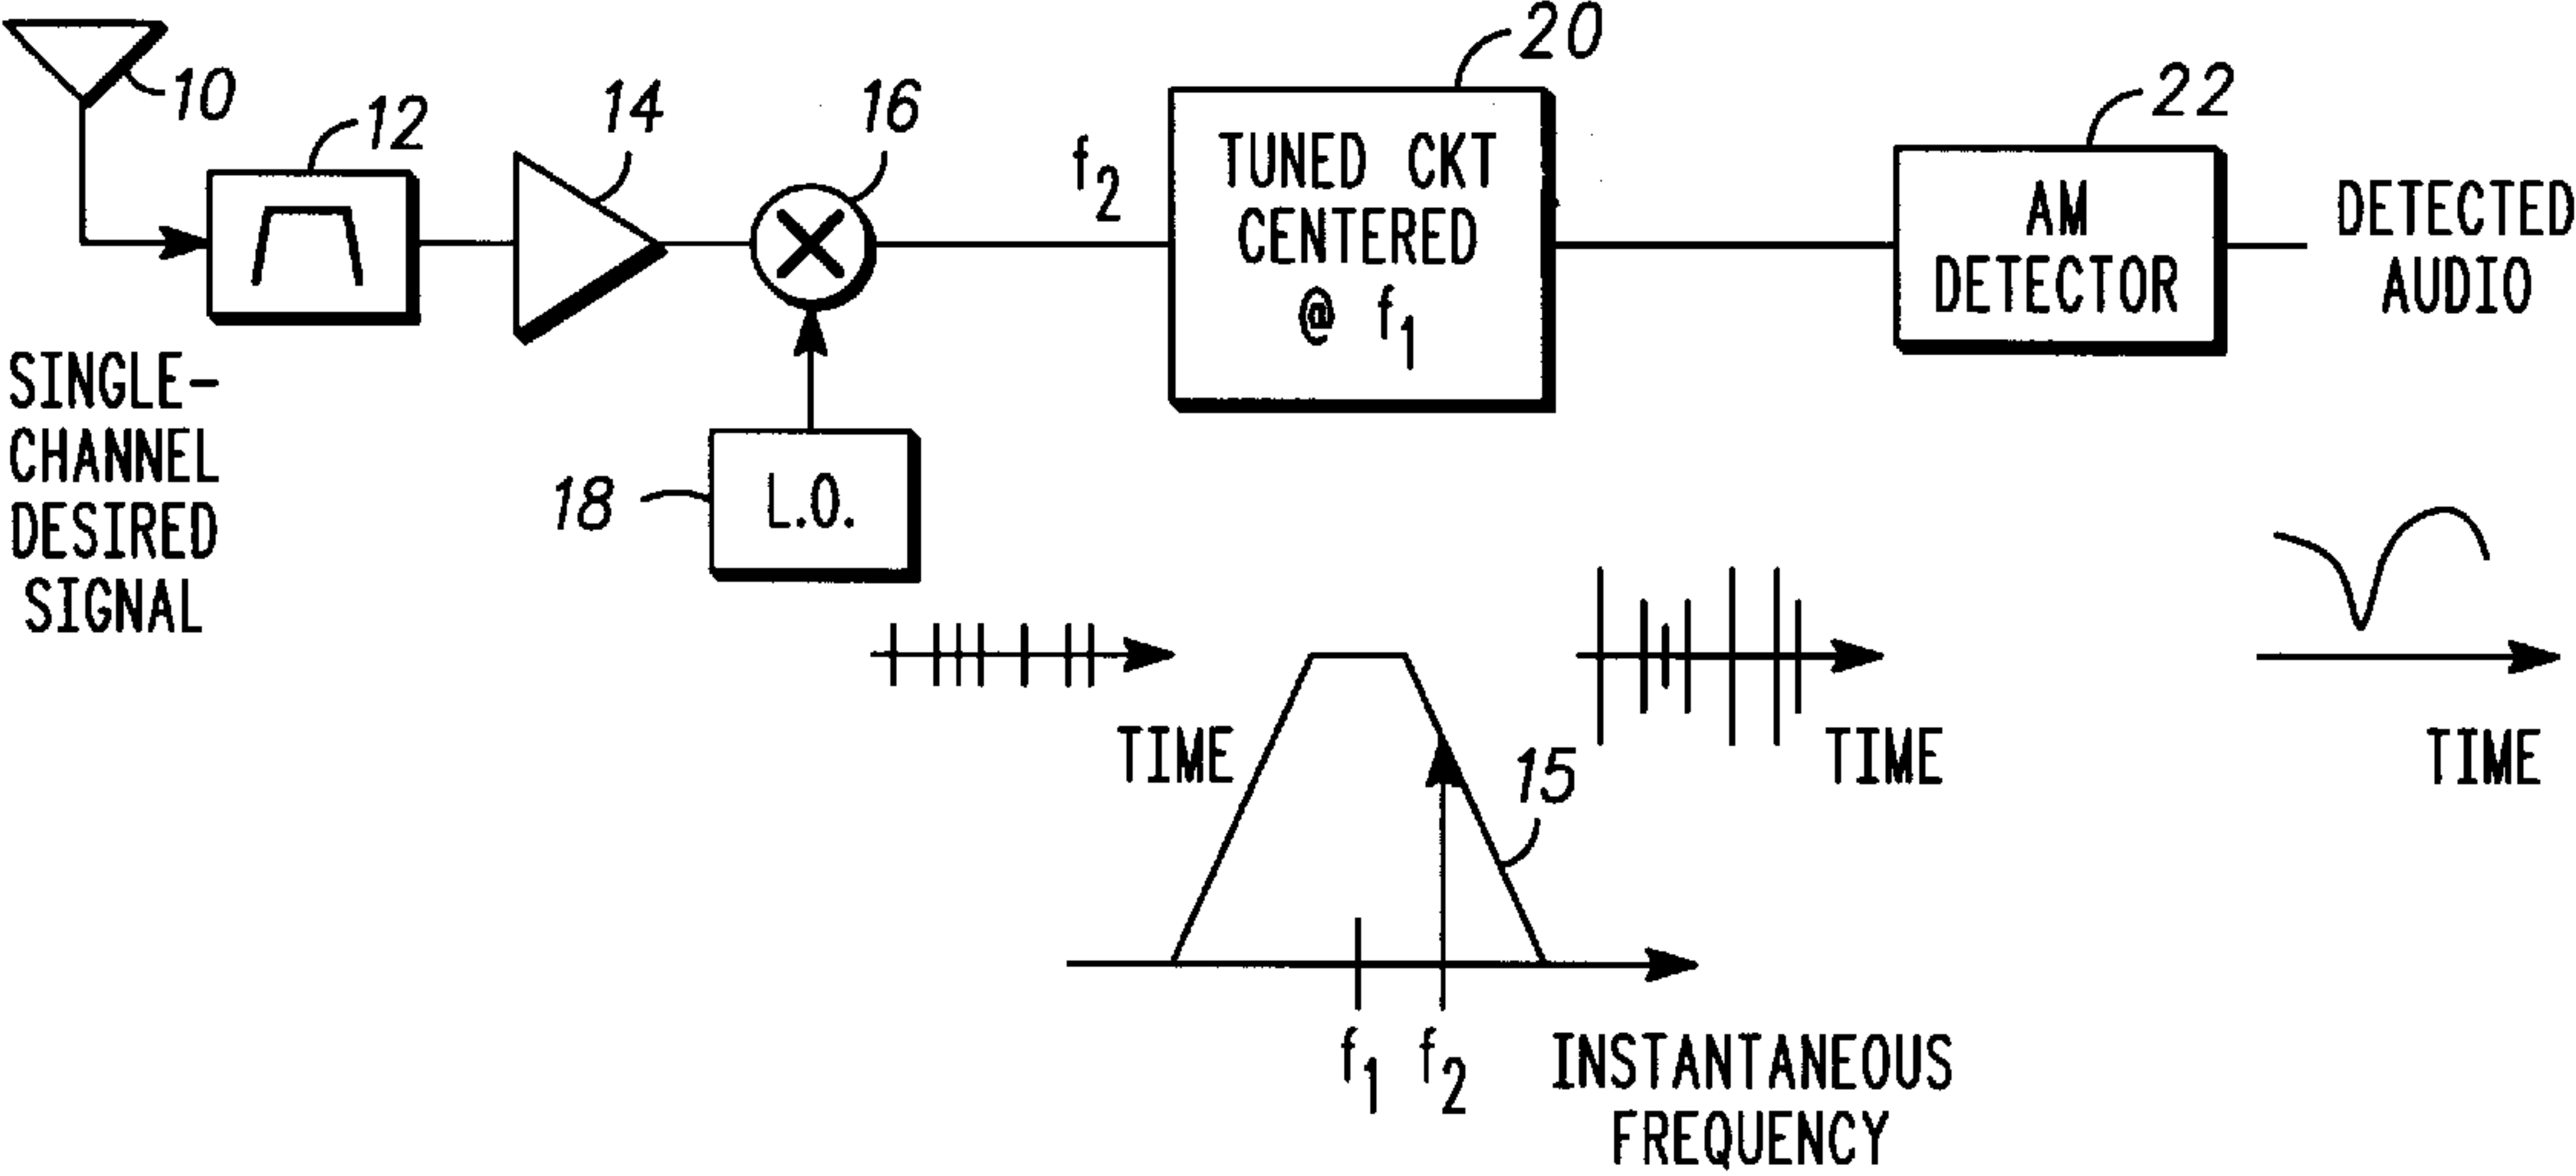 10
12
14
16
f2
20
TUNED CKT
CENTERED
@ f1
22
AM
DETECTOR
DETECTED
AUDIO
SINGLE-
CHANNEL
DESIRED
SIGNAL
18
L.O.
TIME
15
TIME
TIME
f1
f2
INSTANTANEOUS
FREQUENCY